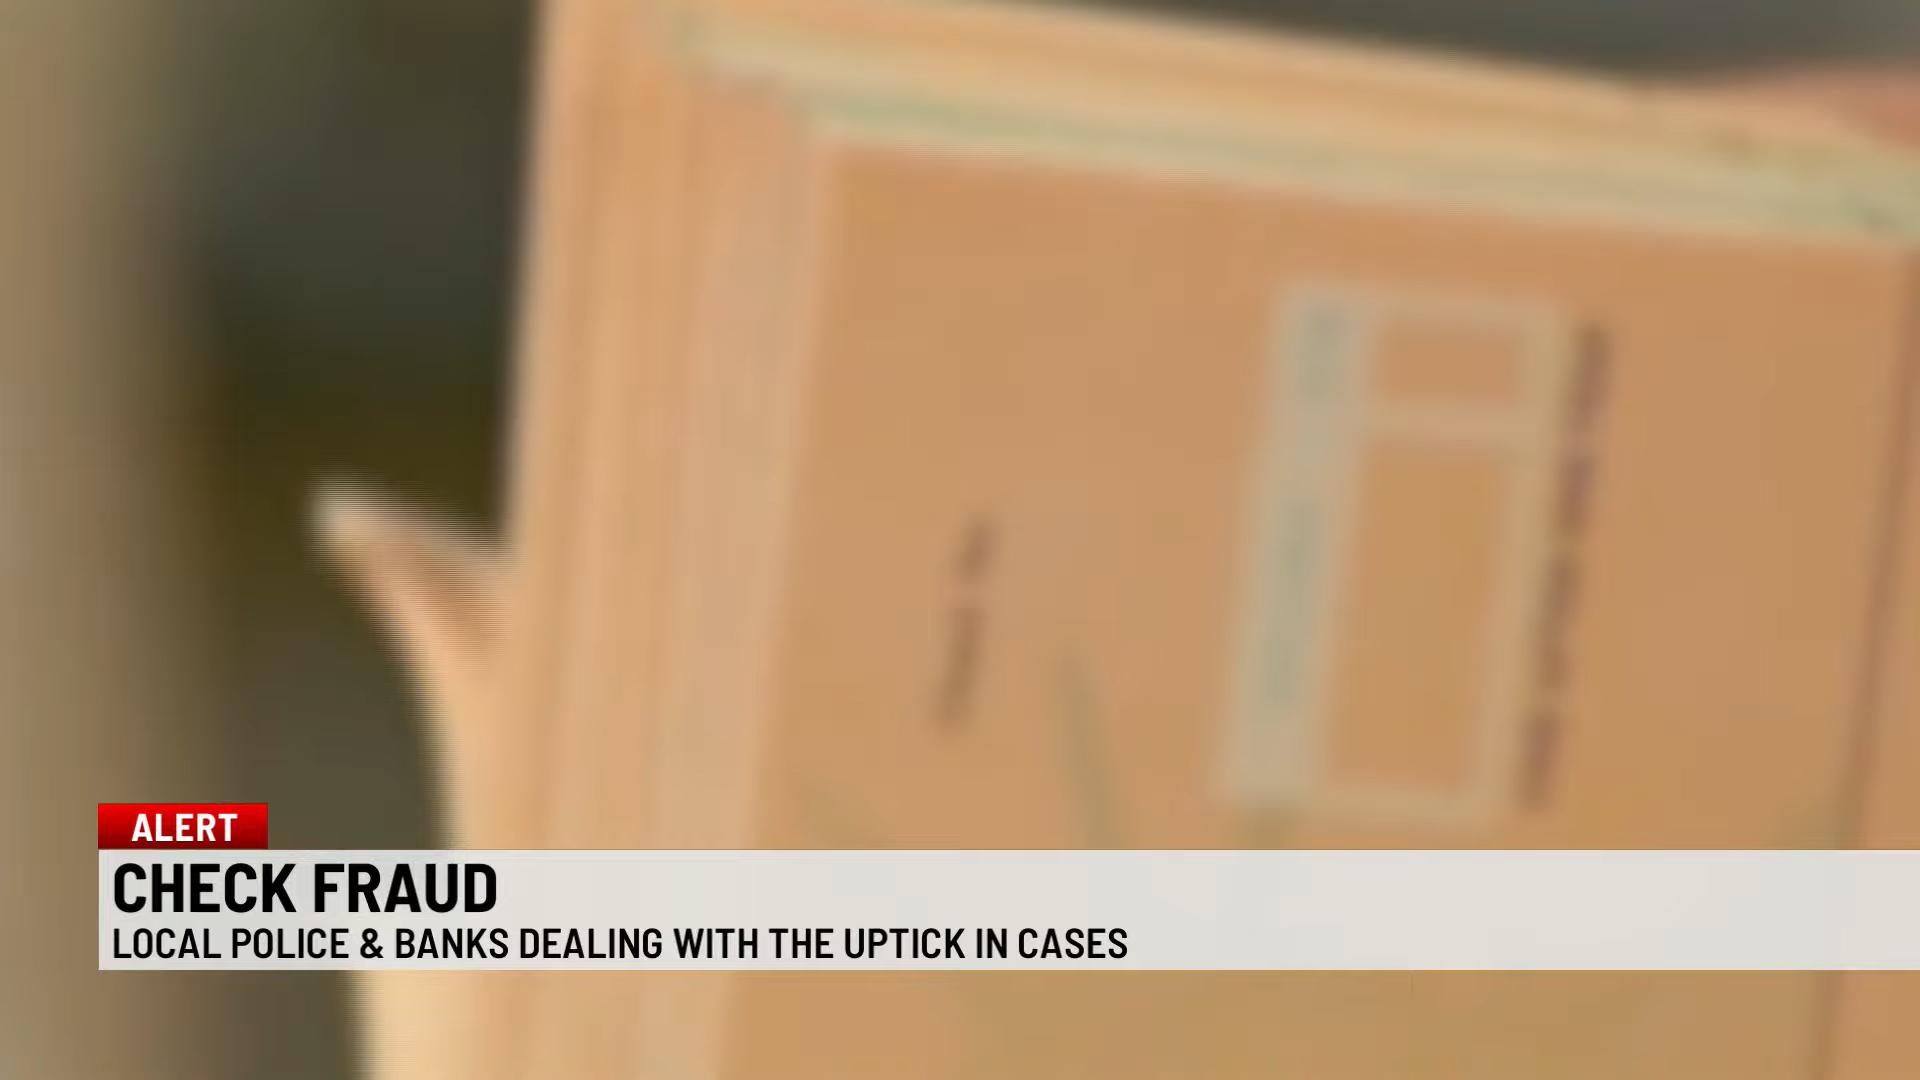 ALERT
CHECK FRAUD
LOCAL POLICE & BANKS DEALING WITH THE UPTICK IN CASES